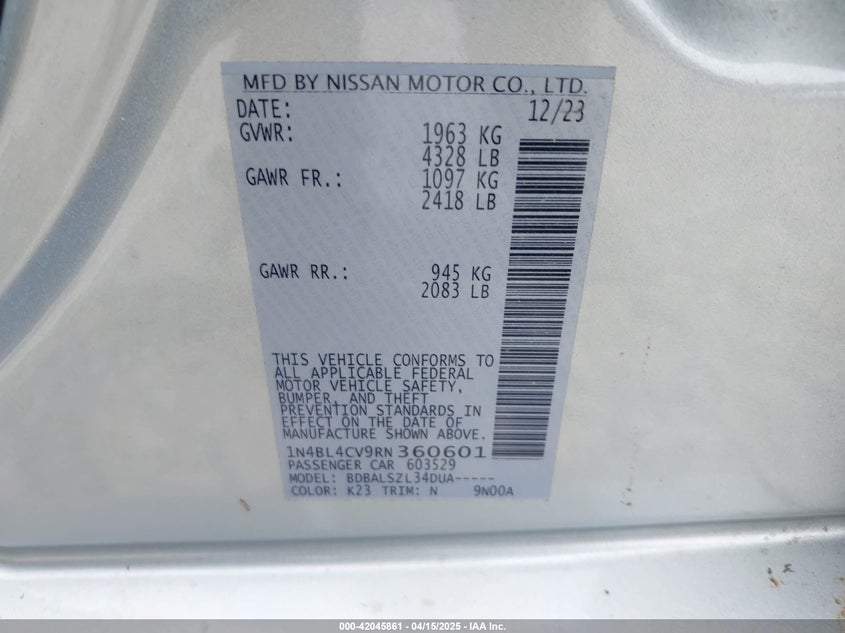 MFD BY NISSAN MOTOR CO., LTD.
DATE: 12/23
GVWR: 1963 KG
4328 LB
GAWR FR.: 1097 KG
2418 LB
GAWR RR.: 945 KG
2083 LB
THIS VEHICLE CONFORMS TO
ALL APPLICABLE FEDERAL
MOTOR VEHICLE SAFETY,
BUMPER, AND THEFT
PREVENTION STANDARDS IN
EFFECT ON THE DATE OF
MANUFACTURE SHOWN ABOVE.
1N4BL4CV9RN360601
PASSENGER CAR 603529
MODEL: BDBALSZL34DUA-----
COLOR: K23 TRIM: N 9N00A
000-42045861 - 04/15/2025 - IAA Inc.